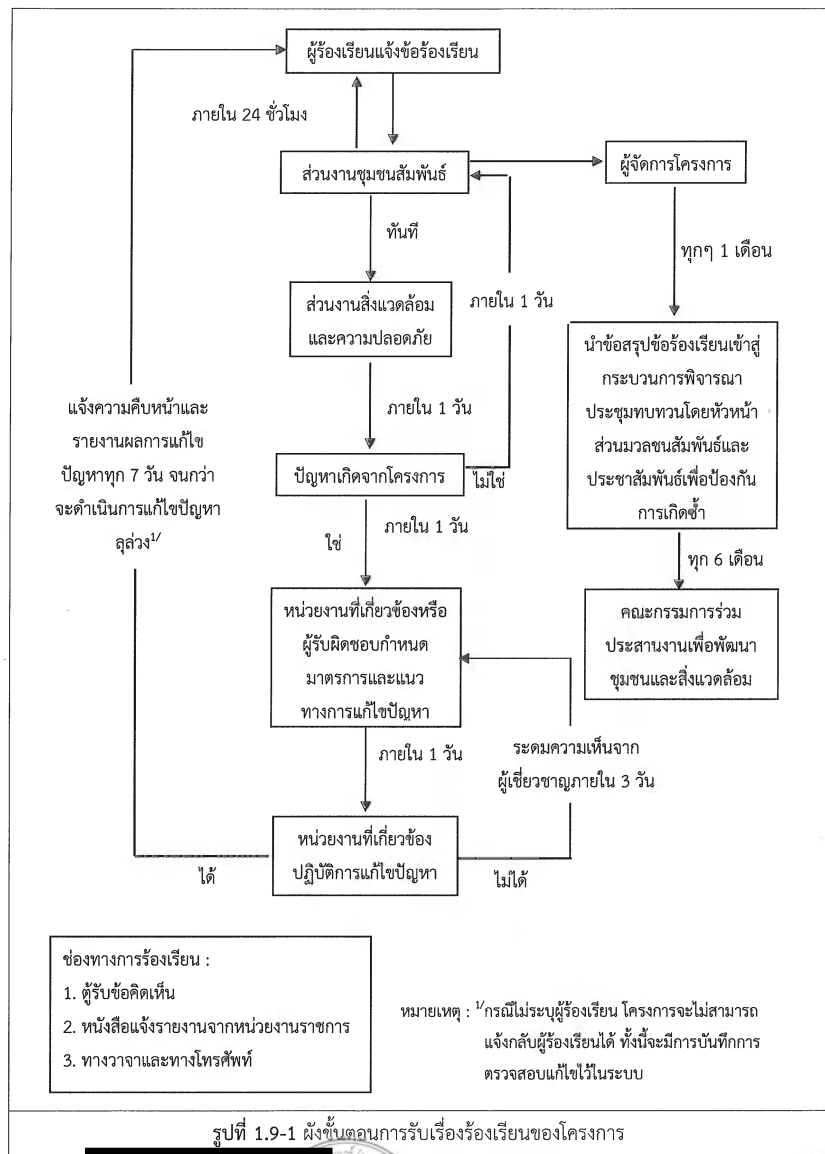 ผู้ร้องเรียนแจ้งข้อร้องเรียน
ภายใน 24 ชั่วโมง
ส่วนงานชุมชนสัมพันธ์
ผู้จัดการโครงการ
ทันที
ทุกๆ 1 เดือน
ส่วนงานสิ่งแวดล้อม
และความปลอดภัย
ภายใน 1 วัน
นำข้อสรุปข้อร้องเรียนเข้าสู่
กระบวนการพิจารณา
ประชุมทบทวนโดยหัวหน้า
ส่วนมวลชนสัมพันธ์และ
ประชาสัมพันธ์เพื่อป้องกัน
การเกิดซ้ำ
แจ้งความคืบหน้าและ
รายงานผลการแก้ไข
ปัญหาทุก 7 วัน จนกว่า
จะดำเนินการแก้ไขปัญหา
ลุล่วง1/
ภายใน 1 วัน
ปัญหาเกิดจากโครงการ
ไม่ใช่
ภายใน 1 วัน
ใช่
ทุก 6 เดือน
หน่วยงานที่เกี่ยวข้องหรือ
ผู้รับผิดชอบกำหนด
มาตรการและแนว
ทางการแก้ไขปัญหา
คณะกรรมการร่วม
ประสานงานเพื่อพัฒนา
ชุมชนและสิ่งแวดล้อม
ภายใน 1 วัน
ระดมความเห็นจาก
ผู้เชี่ยวชาญภายใน 3 วัน
หน่วยงานที่เกี่ยวข้อง
ปฏิบัติการแก้ไขปัญหา
ได้
ไม่ได้
ช่องทางการร้องเรียน :
1. ตู้รับข้อคิดเห็น
2. หนังสือแจ้งรายงานจากหน่วยงานราชการ
3. ทางวาจาและทางโทรศัพท์
หมายเหตุ : 1/กรณีไม่ระบุผู้ร้องเรียน โครงการจะไม่สามารถ
แจ้งกลับผู้ร้องเรียนได้ ทั้งนี้จะมีการบันทึกการ
ตรวจสอบแก้ไขไว้ในระบบ
รูปที่ 1.9-1 ผังขั้นตอนการรับเรื่องร้องเรียนของโครงการ